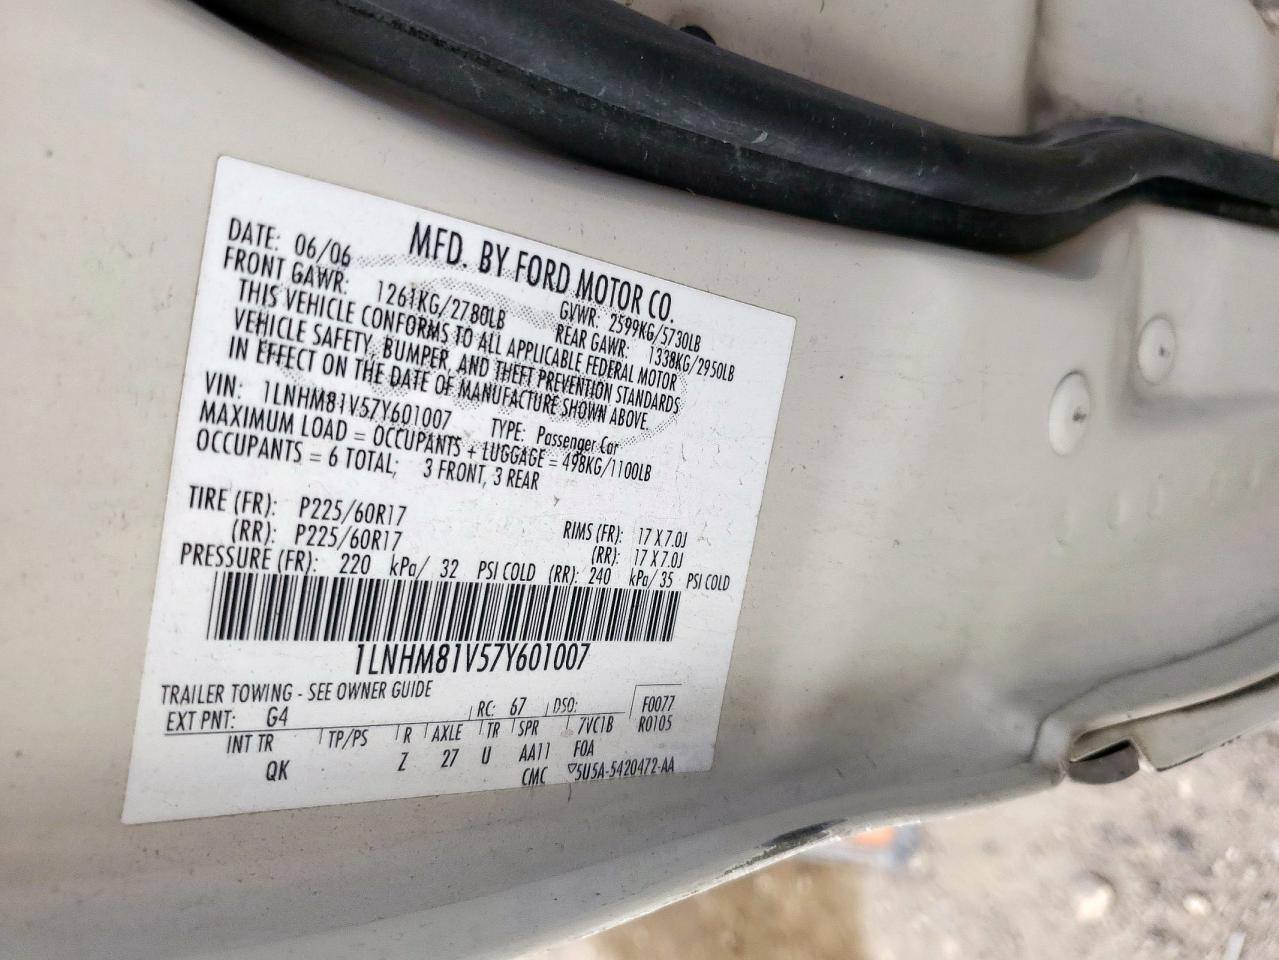 MFD. BY FORD MOTOR CO.
DATE: 06/06 GVWR: 2599KG/5730LB
FRONT GAWR: 1261KG/2780LB REAR GAWR: 1338KG/2950LB
THIS VEHICLE CONFORMS TO ALL APPLICABLE FEDERAL MOTOR
VEHICLE SAFETY, BUMPER, AND THEFT PREVENTION STANDARDS
IN EFFECT ON THE DATE OF MANUFACTURE SHOWN ABOVE.
VIN: 1LNHM81V57Y601007 TYPE: Passenger Car
MAXIMUM LOAD = OCCUPANTS + LUGGAGE = 498KG/1100LB
OCCUPANTS = 6 TOTAL; 3 FRONT, 3 REAR
TIRE (FR): P225/60R17 RIMS (FR): 17 X 7.0J
(RR): P225/60R17 (RR): 17 X 7.0J
PRESSURE (FR): 220 kPa/ 32 PSI COLD (RR): 240 kPa/ 35 PSI COLD
1LNHM81V57Y601007
TRAILER TOWING - SEE OWNER GUIDE
EXT PNT: G4 RC: 67 DSO: F0077
INT TR TP/PS R AXLE TR SPR 7VC1B R0105
QK Z 27 U AA11 FOA
CMC ▽5U5A-5420472-AA